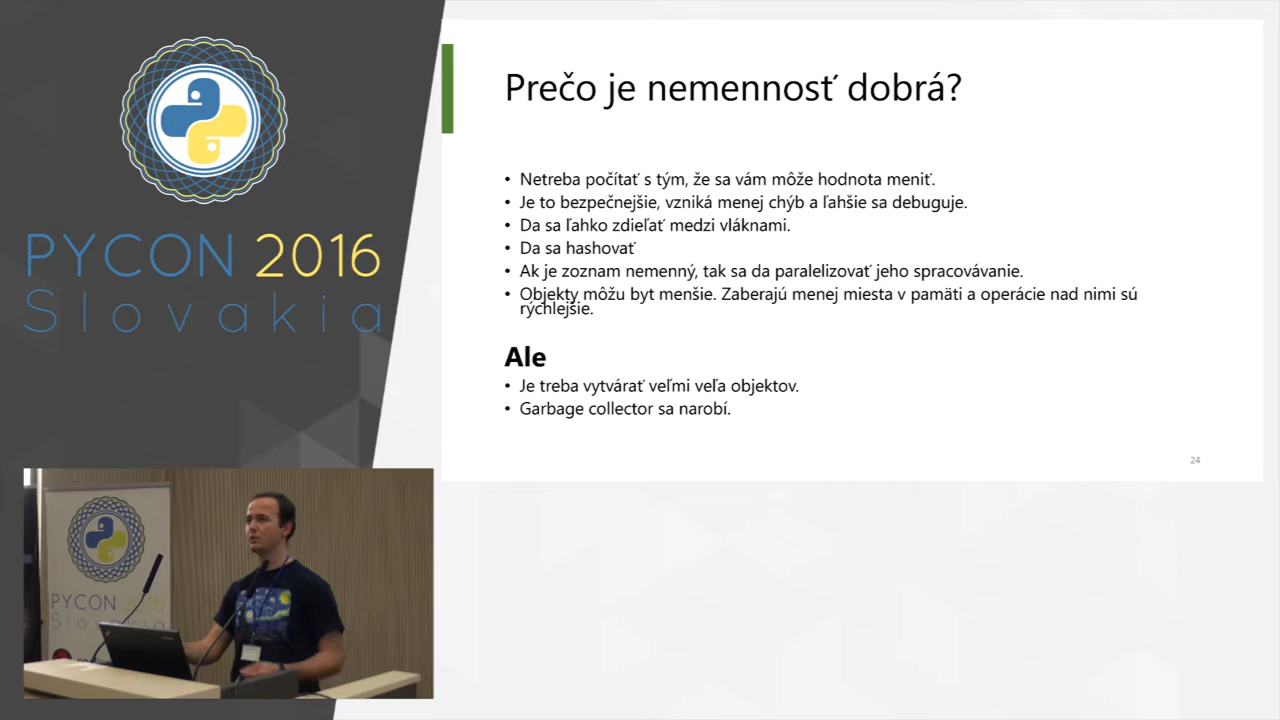 PYCON 2016
Slovakia
Prečo je nemennosť dobrá?
• Netreba počítať s tým, že sa vám môže hodnota meniť.
• Je to bezpečnejšie, vzniká menej chýb a ľahšie sa debuguje.
• Da sa ľahko zdieľať medzi vláknami.
• Da sa hashovať
• Ak je zoznam nemenný, tak sa da paralelizovať jeho spracovávanie.
• Objekty môžu byt menšie. Zaberajú menej miesta v pamäti a operácie nad nimi sú
rýchlejšie.
Ale
• Je treba vytvárať veľmi veľa objektov.
• Garbage collector sa narobí.
24
PYCON 2016
Slovakia